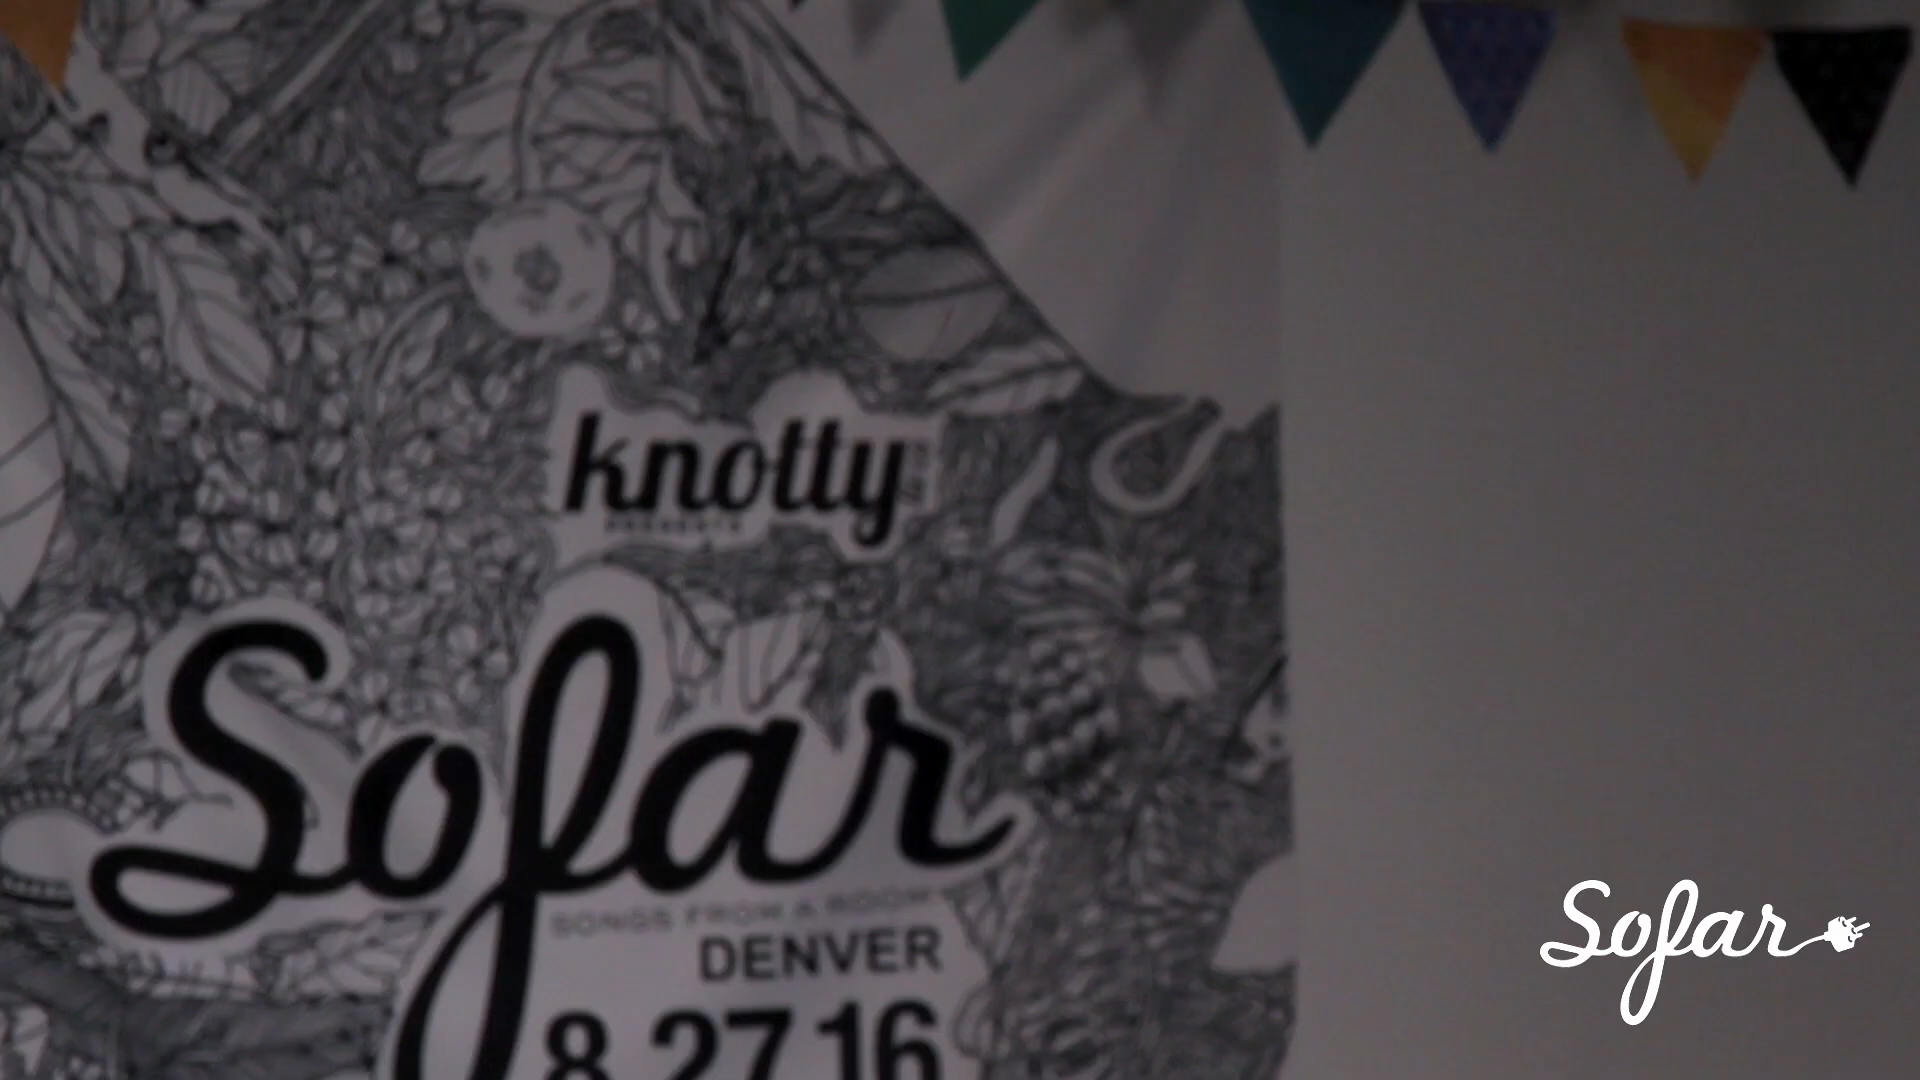 knotty
PRESENTS
Sofar
SONGS FROM A ROOM
DENVER
8.27.16
Sofar